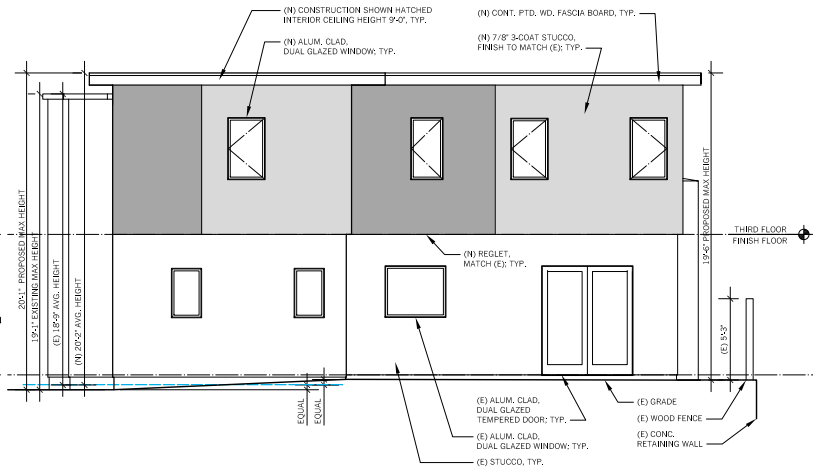 (N) CONSTRUCTION SHOWN HATCHED
INTERIOR CEILING HEIGHT 9'-0", TYP.
(N) ALUM. CLAD,
DUAL GLAZED WINDOW; TYP.
(N) CONT. PTD. WD. FASCIA BOARD, TYP.
(N) 7/8" 3-COAT STUCCO,
FINISH TO MATCH (E); TYP.
20'-1" PROPOSED MAX HEIGHT
19'-1" EXISTING MAX HEIGHT
(E) 18'-9" AVG. HEIGHT
(N) 20'-2" AVG. HEIGHT
19'-6" PROPOSED MAX HEIGHT
THIRD FLOOR
FINISH FLOOR
(N) REGLET,
MATCH (E); TYP.
(E) 5'-3"
EQUAL
EQUAL
(E) ALUM. CLAD,
DUAL GLAZED
TEMPERED DOOR; TYP.
(E) ALUM. CLAD,
DUAL GLAZED WINDOW; TYP.
(E) STUCCO, TYP.
(E) GRADE
(E) WOOD FENCE
(E) CONC.
RETAINING WALL